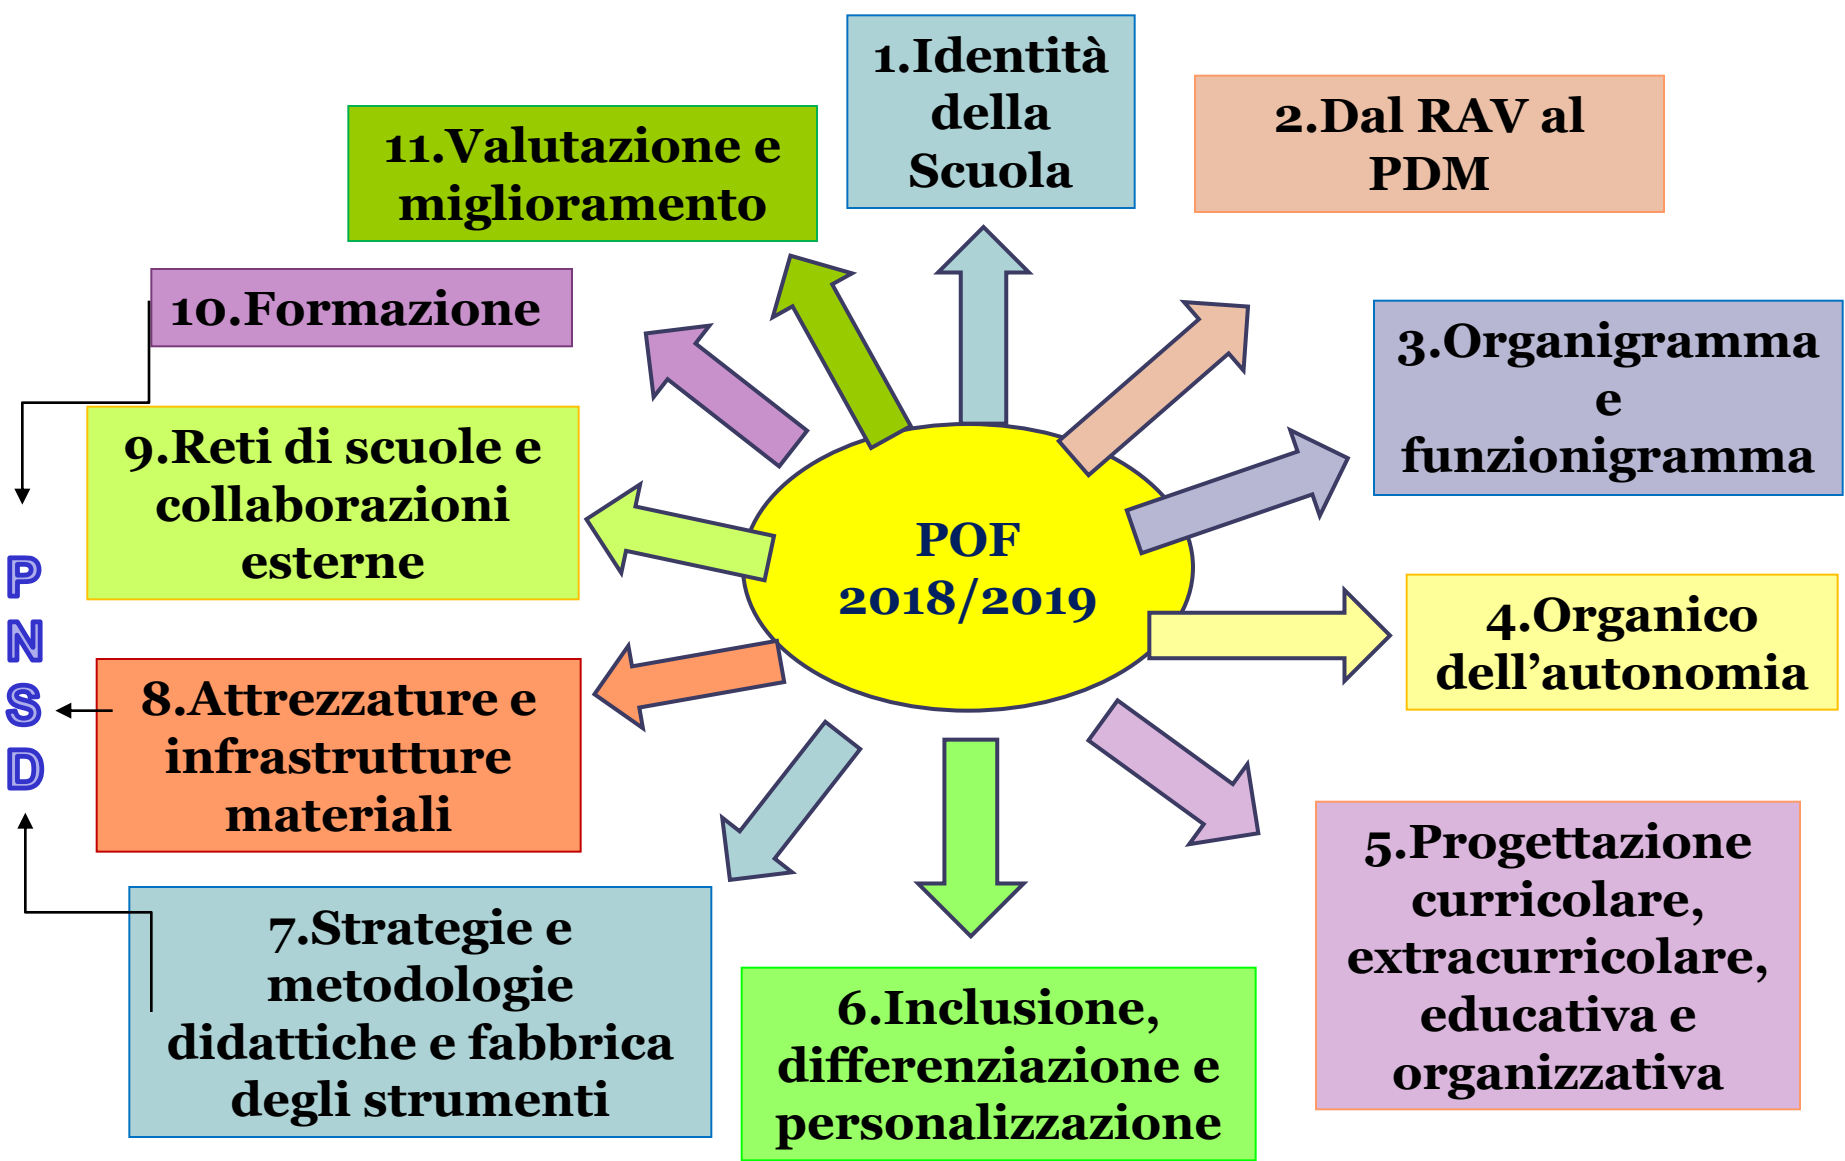 1.Identità
della
Scuola
2.Dal RAV al
PDM
3.Organigramma
e
funzionigramma
4.Organico
dell’autonomia
5.Progettazione
curricolare,
extracurricolare,
educativa e
organizzativa
6.Inclusione,
differenziazione e
personalizzazione
7.Strategie e
metodologie
didattiche e fabbrica
degli strumenti
8.Attrezzature e
infrastrutture
materiali
9.Reti di scuole e
collaborazioni
esterne
10.Formazione
11.Valutazione e
miglioramento
POF
2018/2019
P
N
S
D